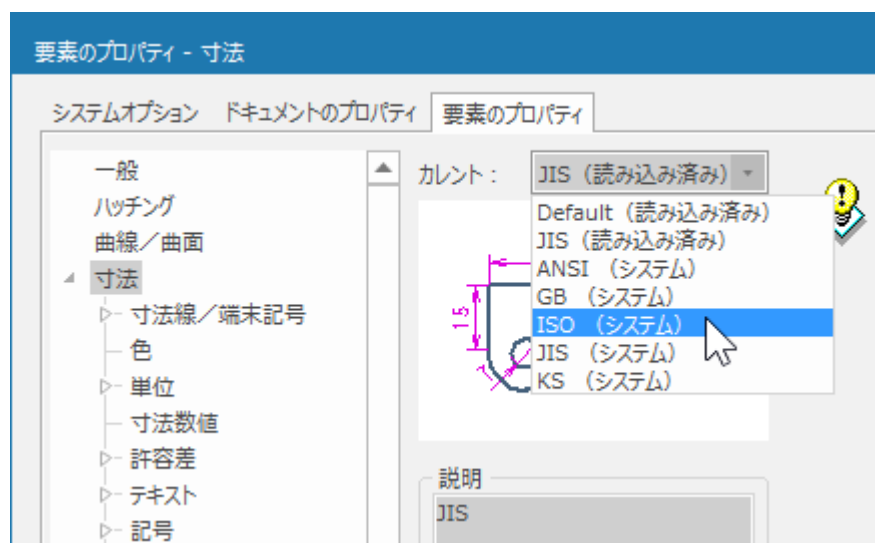 要素のプロパティ - 寸法
システムオプション ドキュメントのプロパティ 要素のプロパティ
一般
ハッチング
曲線／曲面
寸法
寸法線／端末記号
色
単位
寸法数値
許容差
テキスト
記号
カレント： JIS（読み込み済み）
Default（読み込み済み）
JIS（読み込み済み）
ANSI （システム）
GB （システム）
ISO （システム）
JIS （システム）
KS （システム）
15
説明
JIS